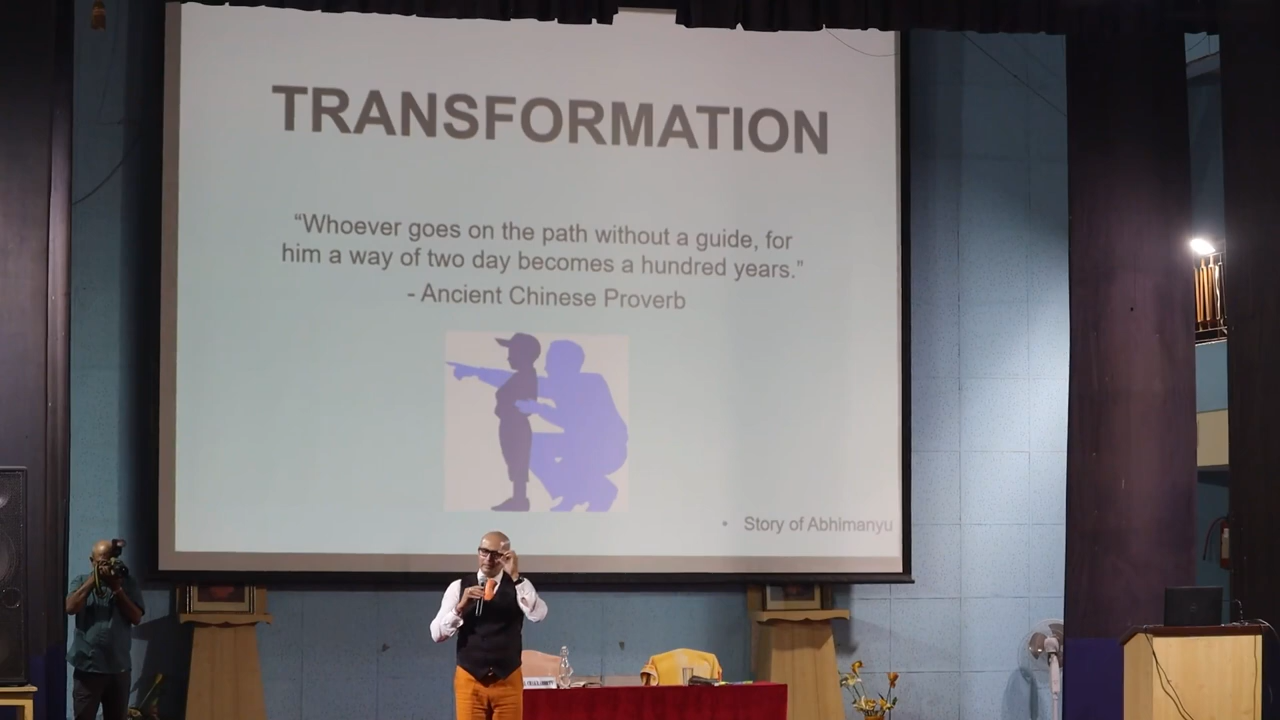 TRANSFORMATION
“Whoever goes on the path without a guide, for
him a way of two day becomes a hundred years.”
- Ancient Chinese Proverb
• Story of Abhimanyu